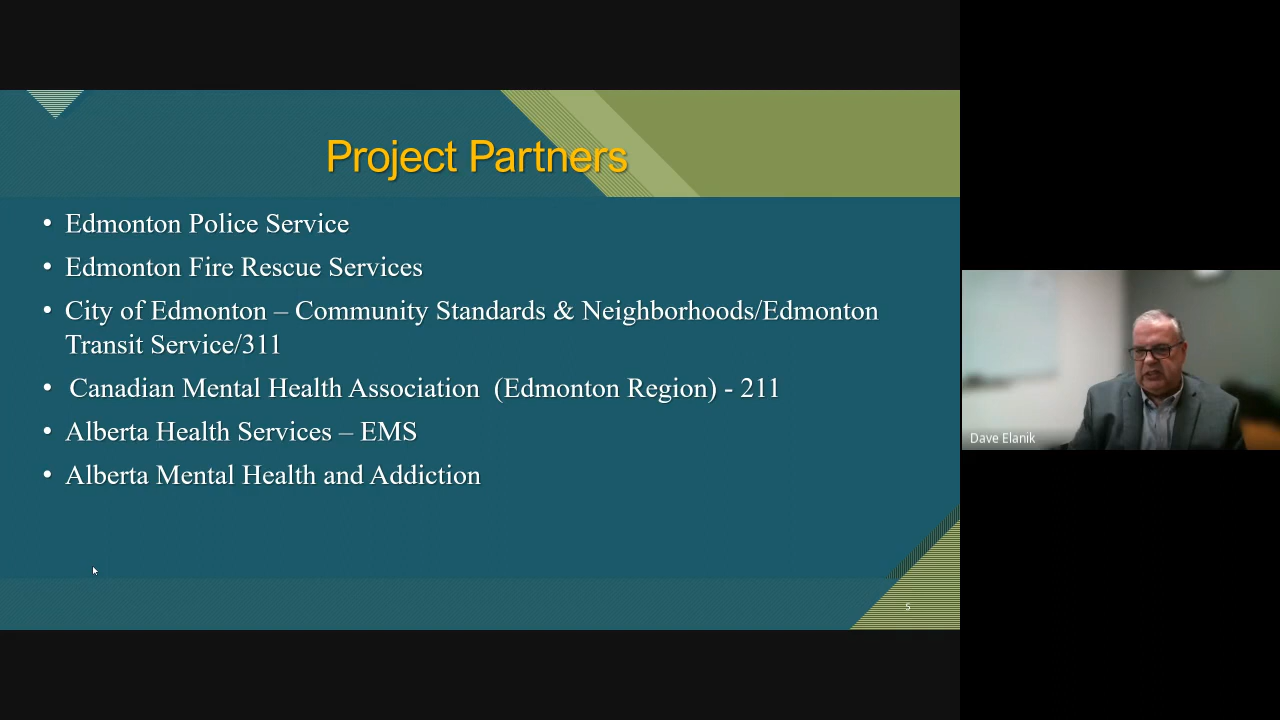 Project Partners
• Edmonton Police Service
• Edmonton Fire Rescue Services
• City of Edmonton – Community Standards & Neighborhoods/Edmonton
Transit Service/311
• Canadian Mental Health Association (Edmonton Region) - 211
• Alberta Health Services – EMS
• Alberta Mental Health and Addiction
5
Dave Elanik